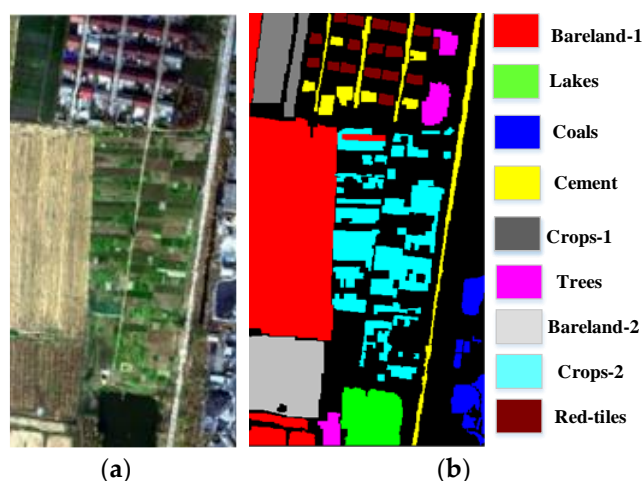 Bareland-1
Lakes
Coals
Cement
Crops-1
Trees
Bareland-2
Crops-2
Red-tiles
(a)
(b)